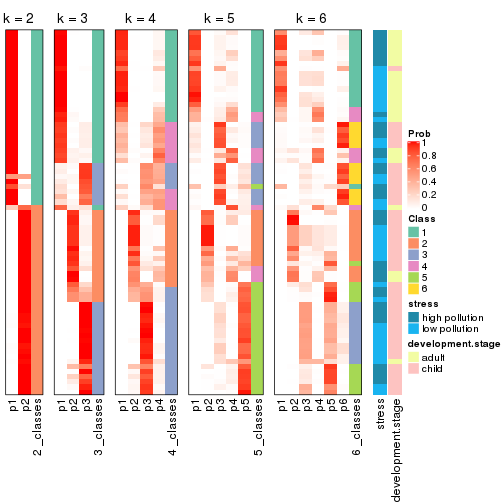 k = 2
k = 3
k = 4
k = 5
k = 6
Prob
1
0.8
0.6
0.4
0.2
0
Class
1
2
3
4
5
6
stress
high pollution
low pollution
development.stage
adult
child
p1
p2
2_classes
p1
p2
p3
3_classes
p1
p2
p3
p4
4_classes
p1
p2
p3
p4
p5
5_classes
p1
p2
p3
p4
p5
p6
6_classes
stress
development.stage